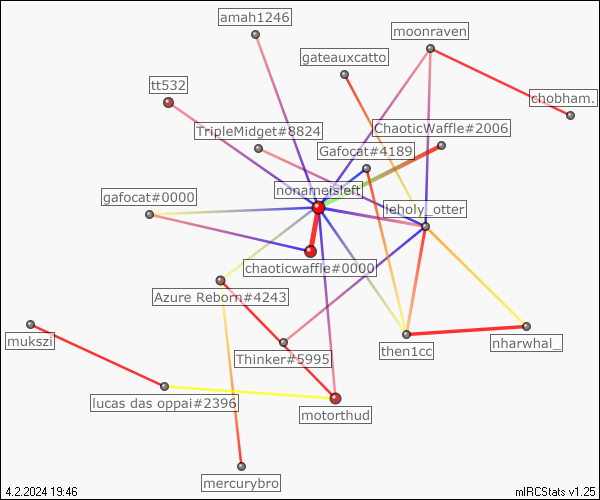 amah1246
moonraven
gateauxcatto
tt532
chobham.
TripleMidget#8824
ChaoticWaffle#2006
Gafocat#4189
nonameisleft
gafocat#0000
leholy_otter
chaoticwaffle#0000
Azure Reborn#4243
mukszi
Thinker#5995
then1cc
nharwhal_
lucas das oppai#2396
motorthud
mercurybro
4.2.2024 19:46
mIRCStats v1.25